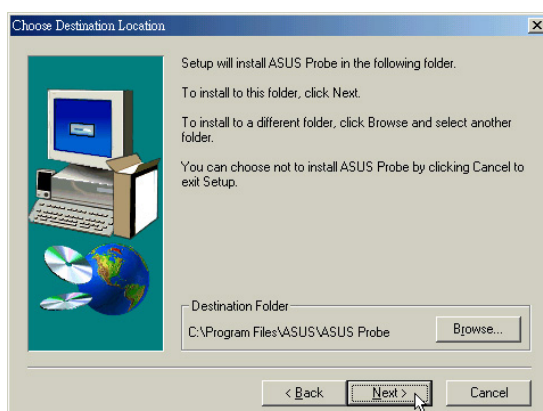 Choose Destination Location
Setup will install ASUS Probe in the following folder.
To install to this folder, click Next.
To install to a different folder, click Browse and select another
folder.
You can choose not to install ASUS Probe by clicking Cancel to
exit Setup.
Destination Folder
C:\Program Files\ASUS\ASUS Probe
Browse...
< Back
Next >
Cancel